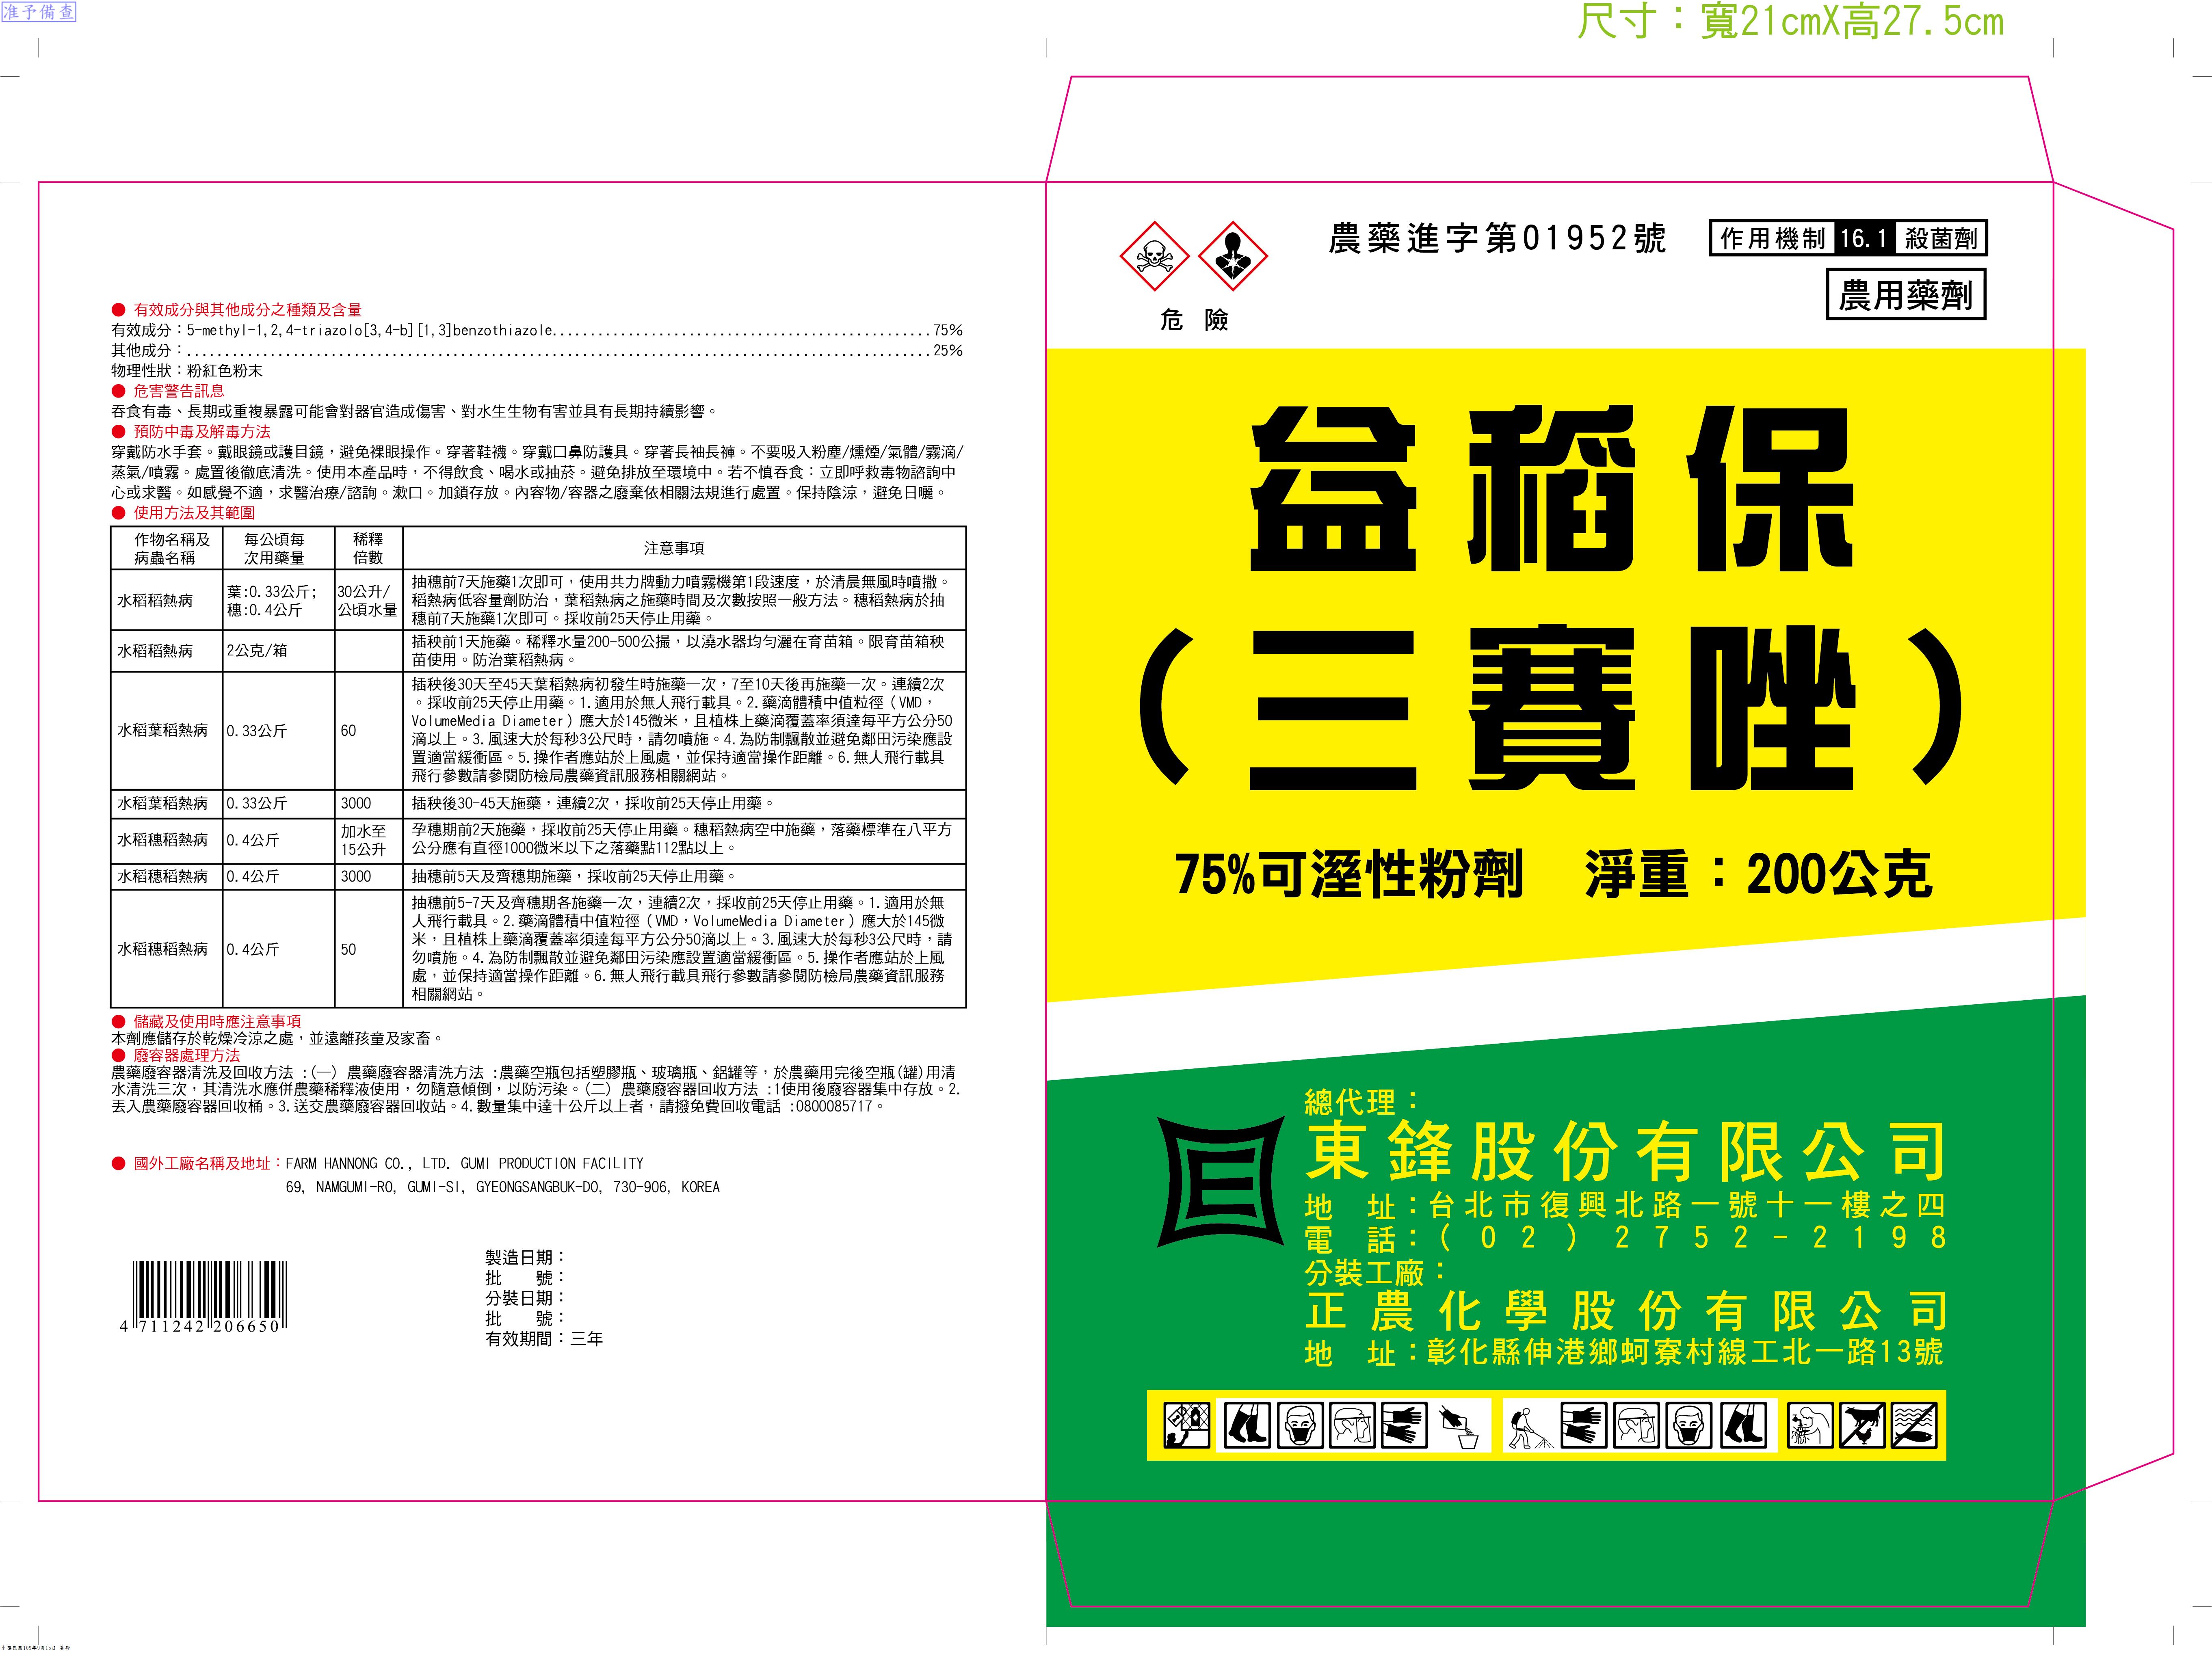 准予備查
尺寸：寬21cmX高27.5cm
● 有效成分與其他成分之種類及含量
有效成分：5-methyl-1,2,4-triazolo[3,4-b][1,3]benzothiazole..................................................75%
其他成分：..................................................................................................25%
物理性狀：粉紅色粉末
● 危害警告訊息
吞食有毒、長期或重複暴露可能會對器官造成傷害、對水生生物有害並具有長期持續影響。
● 預防中毒及解毒方法
穿戴防水手套。戴眼鏡或護目鏡，避免裸眼操作。穿著鞋襪。穿戴口鼻防護具。穿著長袖長褲。不要吸入粉塵/燻煙/氣體/霧滴/
蒸氣/噴霧。處置後徹底清洗。使用本產品時，不得飲食、喝水或抽菸。避免排放至環境中。若不慎吞食：立即呼救毒物諮詢中
心或求醫。如感覺不適，求醫治療/諮詢。漱口。加鎖存放。內容物/容器之廢棄依相關法規進行處置。保持陰涼，避免日曬。
● 使用方法及其範圍
作物名稱及
病蟲名稱
每公頃每
次用藥量
稀釋
倍數
注意事項
水稻稻熱病
葉:0.33公斤;
穗:0.4公斤
30公升/
公頃水量
抽穗前7天施藥1次即可，使用共力牌動力噴霧機第1段速度，於清晨無風時噴撒。
稻熱病低容量劑防治，葉稻熱病之施藥時間及次數按照一般方法。穗稻熱病於抽
穗前7天施藥1次即可。採收前25天停止用藥。
水稻稻熱病
2公克/箱
插秧前1天施藥。稀釋水量200-500公撮，以澆水器均勻灑在育苗箱。限育苗箱秧
苗使用。防治葉稻熱病。
水稻葉稻熱病
0.33公斤
60
插秧後30天至45天葉稻熱病初發生時施藥一次，7至10天後再施藥一次。連續2次
。採收前25天停止用藥。1.適用於無人飛行載具。2.藥滴體積中值粒徑（VMD，
VolumeMedia Diameter）應大於145微米，且植株上藥滴覆蓋率須達每平方公分50
滴以上。3.風速大於每秒3公尺時，請勿噴施。4.為防制飄散並避免鄰田污染應設
置適當緩衝區。5.操作者應站於上風處，並保持適當操作距離。6.無人飛行載具
飛行參數請參閱防檢局農藥資訊服務相關網站。
水稻葉稻熱病
0.33公斤
3000
插秧後30-45天施藥，連續2次，採收前25天停止用藥。
水稻穗稻熱病
0.4公斤
加水至
15公升
孕穗期前2天施藥，採收前25天停止用藥。穗稻熱病空中施藥，落藥標準在八平方
公分應有直徑1000微米以下之落藥點112點以上。
水稻穗稻熱病
0.4公斤
3000
抽穗前5天及齊穗期施藥，採收前25天停止用藥。
水稻穗稻熱病
0.4公斤
50
抽穗前5-7天及齊穗期各施藥一次，連續2次，採收前25天停止用藥。1.適用於無
人飛行載具。2.藥滴體積中值粒徑（VMD，VolumeMedia Diameter）應大於145微
米，且植株上藥滴覆蓋率須達每平方公分50滴以上。3.風速大於每秒3公尺時，請
勿噴施。4.為防制飄散並避免鄰田污染應設置適當緩衝區。5.操作者應站於上風
處，並保持適當操作距離。6.無人飛行載具飛行參數請參閱防檢局農藥資訊服務
相關網站。
● 儲藏及使用時應注意事項
本劑應儲存於乾燥冷涼之處，並遠離孩童及家畜。
● 廢容器處理方法
農藥廢容器清洗及回收方法 :(一) 農藥廢容器清洗方法 :農藥空瓶包括塑膠瓶、玻璃瓶、鋁罐等，於農藥用完後空瓶(罐)用清
水清洗三次，其清洗水應併農藥稀釋液使用，勿隨意傾倒，以防污染。(二) 農藥廢容器回收方法 :1使用後廢容器集中存放。2.
丟入農藥廢容器回收桶。3.送交農藥廢容器回收站。4.數量集中達十公斤以上者，請撥免費回收電話 :0800085717。
● 國外工廠名稱及地址：FARM HANNONG CO., LTD. GUMI PRODUCTION FACILITY
69, NAMGUMI-RO, GUMI-SI, GYEONGSANGBUK-DO, 730-906, KOREA
4 711242 206650
製造日期：
批　　號：
分裝日期：
批　　號：
有效期間：三年
危 險
農藥進字第01952號
作用機制 16.1 殺菌劑
農用藥劑
益稻保
（三賽唑）
75%可溼性粉劑　淨重：200公克
總代理：
東鋒股份有限公司
地　址：台北市復興北路一號十一樓之四
電　話：(02)2752-2198
分裝工廠：
正農化學股份有限公司
地　址：彰化縣伸港鄉蚵寮村線工北一路13號